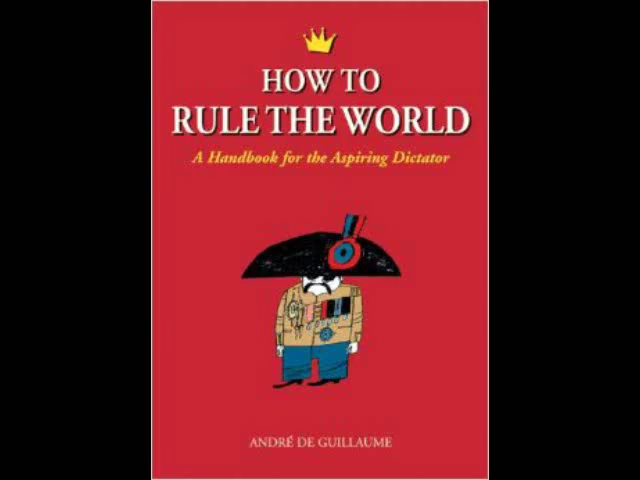 HOW TO
RULE THE WORLD
A Handbook for the Aspiring Dictator
ANDRÉ DE GUILLAUME